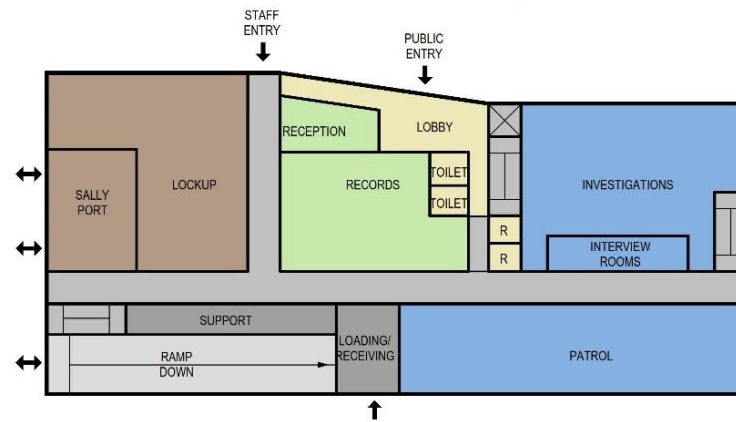 STAFF
ENTRY
PUBLIC
ENTRY
RECEPTION
LOBBY
LOCKUP
SALLY
PORT
RECORDS
TOILET
TOILET
INVESTIGATIONS
R
R
INTERVIEW
ROOMS
SUPPORT
LOADING/
RECEIVING
RAMP
DOWN
PATROL